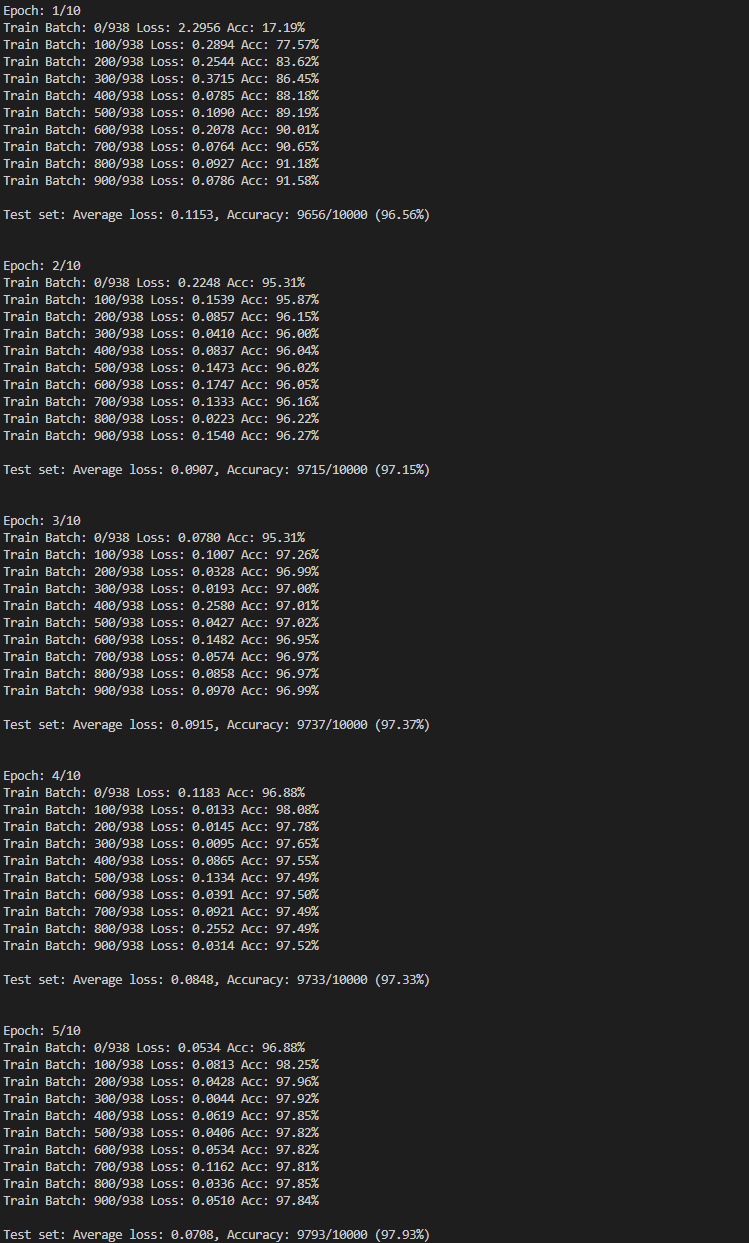 Epoch: 1/10
Train Batch: 0/938 Loss: 2.2956 Acc: 17.19%
Train Batch: 100/938 Loss: 0.2894 Acc: 77.57%
Train Batch: 200/938 Loss: 0.2544 Acc: 83.62%
Train Batch: 300/938 Loss: 0.3715 Acc: 86.45%
Train Batch: 400/938 Loss: 0.0785 Acc: 88.18%
Train Batch: 500/938 Loss: 0.1090 Acc: 89.19%
Train Batch: 600/938 Loss: 0.2078 Acc: 90.01%
Train Batch: 700/938 Loss: 0.0764 Acc: 90.65%
Train Batch: 800/938 Loss: 0.0927 Acc: 91.18%
Train Batch: 900/938 Loss: 0.0786 Acc: 91.58%
Test set: Average loss: 0.1153, Accuracy: 9656/10000 (96.56%)
Epoch: 2/10
Train Batch: 0/938 Loss: 0.2248 Acc: 95.31%
Train Batch: 100/938 Loss: 0.1539 Acc: 95.87%
Train Batch: 200/938 Loss: 0.0857 Acc: 96.15%
Train Batch: 300/938 Loss: 0.0410 Acc: 96.00%
Train Batch: 400/938 Loss: 0.0837 Acc: 96.04%
Train Batch: 500/938 Loss: 0.1473 Acc: 96.02%
Train Batch: 600/938 Loss: 0.1747 Acc: 96.05%
Train Batch: 700/938 Loss: 0.1333 Acc: 96.16%
Train Batch: 800/938 Loss: 0.0223 Acc: 96.22%
Train Batch: 900/938 Loss: 0.1540 Acc: 96.27%
Test set: Average loss: 0.0907, Accuracy: 9715/10000 (97.15%)
Epoch: 3/10
Train Batch: 0/938 Loss: 0.0780 Acc: 95.31%
Train Batch: 100/938 Loss: 0.1007 Acc: 97.26%
Train Batch: 200/938 Loss: 0.0328 Acc: 96.99%
Train Batch: 300/938 Loss: 0.0193 Acc: 97.00%
Train Batch: 400/938 Loss: 0.2580 Acc: 97.01%
Train Batch: 500/938 Loss: 0.0427 Acc: 97.02%
Train Batch: 600/938 Loss: 0.1482 Acc: 96.95%
Train Batch: 700/938 Loss: 0.0574 Acc: 96.97%
Train Batch: 800/938 Loss: 0.0858 Acc: 96.97%
Train Batch: 900/938 Loss: 0.0970 Acc: 96.99%
Test set: Average loss: 0.0915, Accuracy: 9737/10000 (97.37%)
Epoch: 4/10
Train Batch: 0/938 Loss: 0.1183 Acc: 96.88%
Train Batch: 100/938 Loss: 0.0133 Acc: 98.08%
Train Batch: 200/938 Loss: 0.0145 Acc: 97.78%
Train Batch: 300/938 Loss: 0.0095 Acc: 97.65%
Train Batch: 400/938 Loss: 0.0865 Acc: 97.55%
Train Batch: 500/938 Loss: 0.1334 Acc: 97.49%
Train Batch: 600/938 Loss: 0.0391 Acc: 97.50%
Train Batch: 700/938 Loss: 0.0921 Acc: 97.49%
Train Batch: 800/938 Loss: 0.2552 Acc: 97.49%
Train Batch: 900/938 Loss: 0.0314 Acc: 97.52%
Test set: Average loss: 0.0848, Accuracy: 9733/10000 (97.33%)
Epoch: 5/10
Train Batch: 0/938 Loss: 0.0534 Acc: 96.88%
Train Batch: 100/938 Loss: 0.0813 Acc: 98.25%
Train Batch: 200/938 Loss: 0.0428 Acc: 97.96%
Train Batch: 300/938 Loss: 0.0044 Acc: 97.92%
Train Batch: 400/938 Loss: 0.0619 Acc: 97.85%
Train Batch: 500/938 Loss: 0.0406 Acc: 97.82%
Train Batch: 600/938 Loss: 0.0534 Acc: 97.82%
Train Batch: 700/938 Loss: 0.1162 Acc: 97.81%
Train Batch: 800/938 Loss: 0.0336 Acc: 97.85%
Train Batch: 900/938 Loss: 0.0510 Acc: 97.84%
Test set: Average loss: 0.0708, Accuracy: 9793/10000 (97.93%)